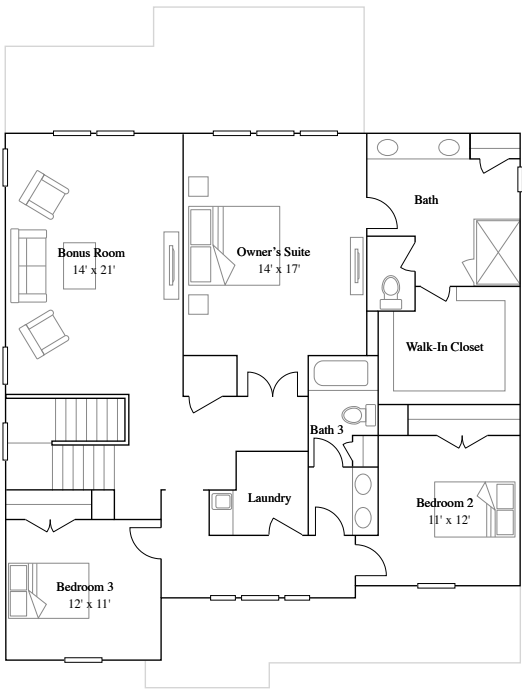 Bath
Bonus Room
14' x 21'
Owner's Suite
14' x 17'
Walk-In Closet
Bath 3
Laundry
Bedroom 2
11' x 12'
Bedroom 3
12' x 11'